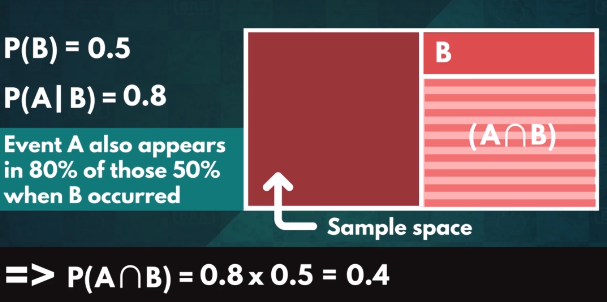 P(B) = 0.5
P(A|B) = 0.8
Event A also appears
in 80% of those 50%
when B occurred
B
(A∩B)
Sample space
=> P(A∩B) = 0.8 x 0.5 = 0.4